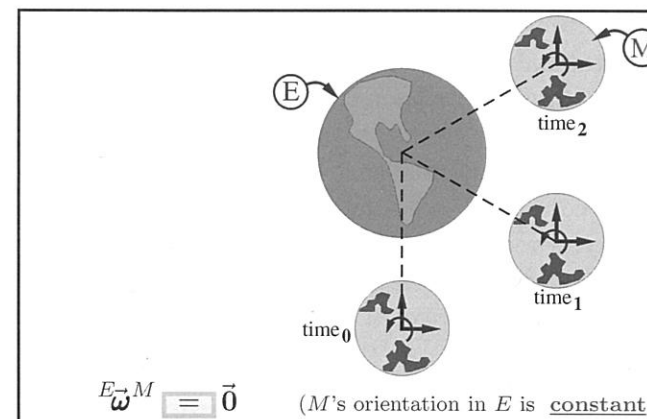 E
M
time2
time1
time0
E ω⃗ M = 0⃗ (M's orientation in E is constant